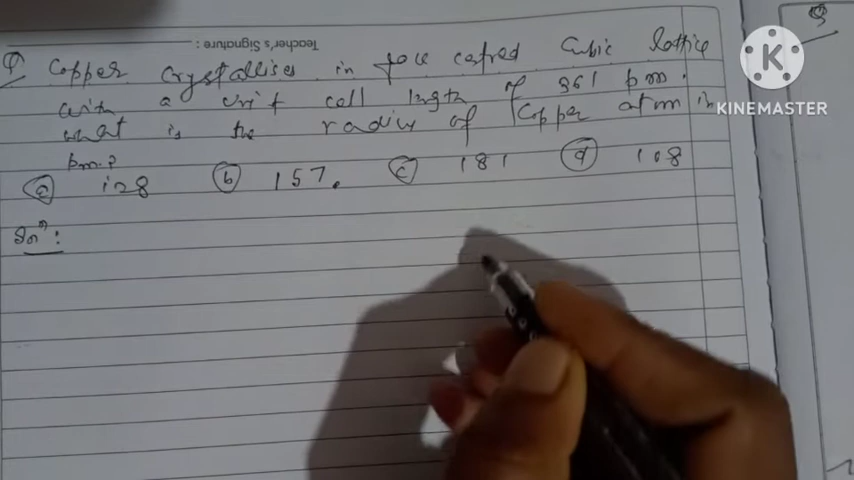 Teacher's Signature :
Q Copper Crystallises in face centred Cubic lattice
with a unit cell length of 361 pm.
what is the radius of Copper atom in
pm.?
(a) 128 (b) 157. (c) 181 (d) 108
Solⁿ:
K
KINEMASTER